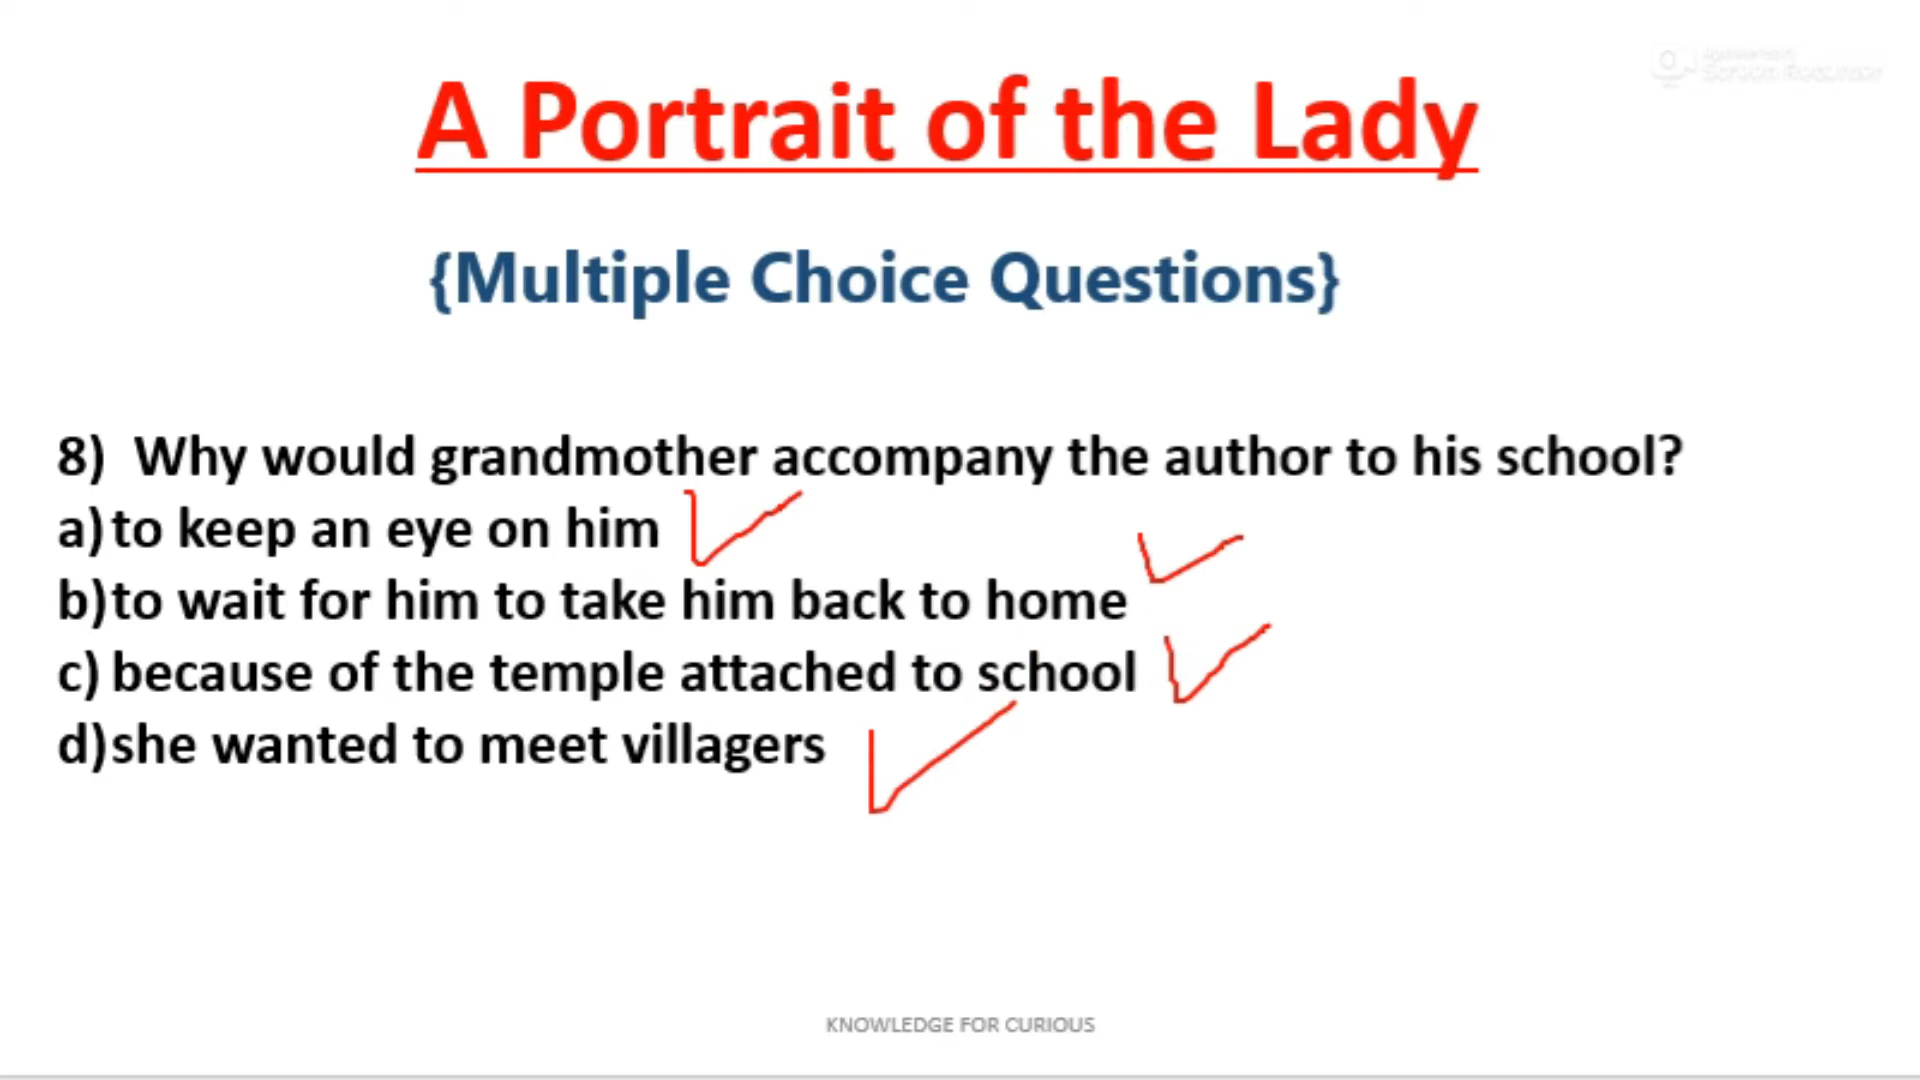 A Portrait of the Lady
{Multiple Choice Questions}
8) Why would grandmother accompany the author to his school?
a) to keep an eye on him
b) to wait for him to take him back to home
c) because of the temple attached to school
d) she wanted to meet villagers
KNOWLEDGE FOR CURIOUS